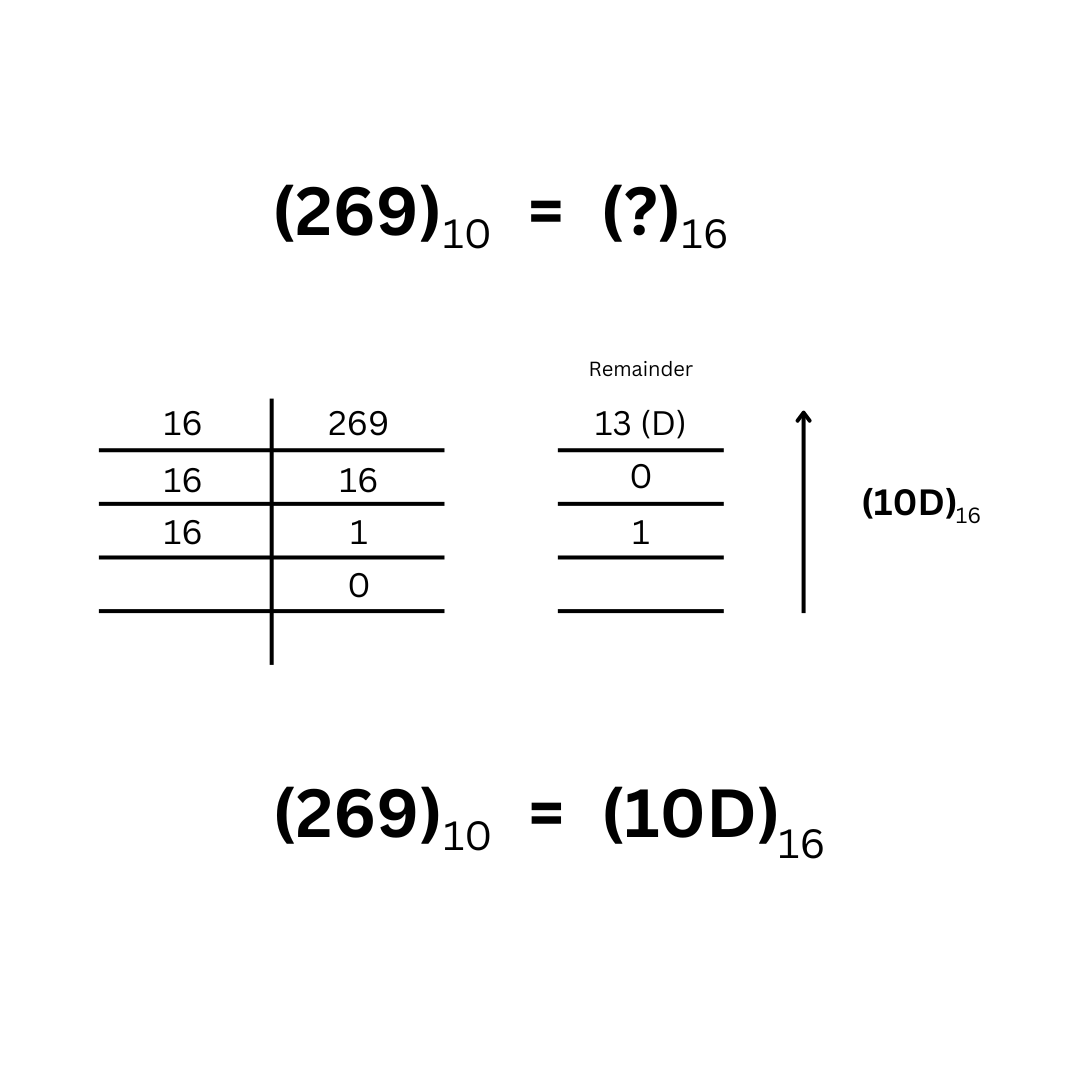 (269)10 = (?)16
Remainder
16 269 13 (D)
16 16 0
(10D)16
16 1 1
0
(269)10 = (10D)16